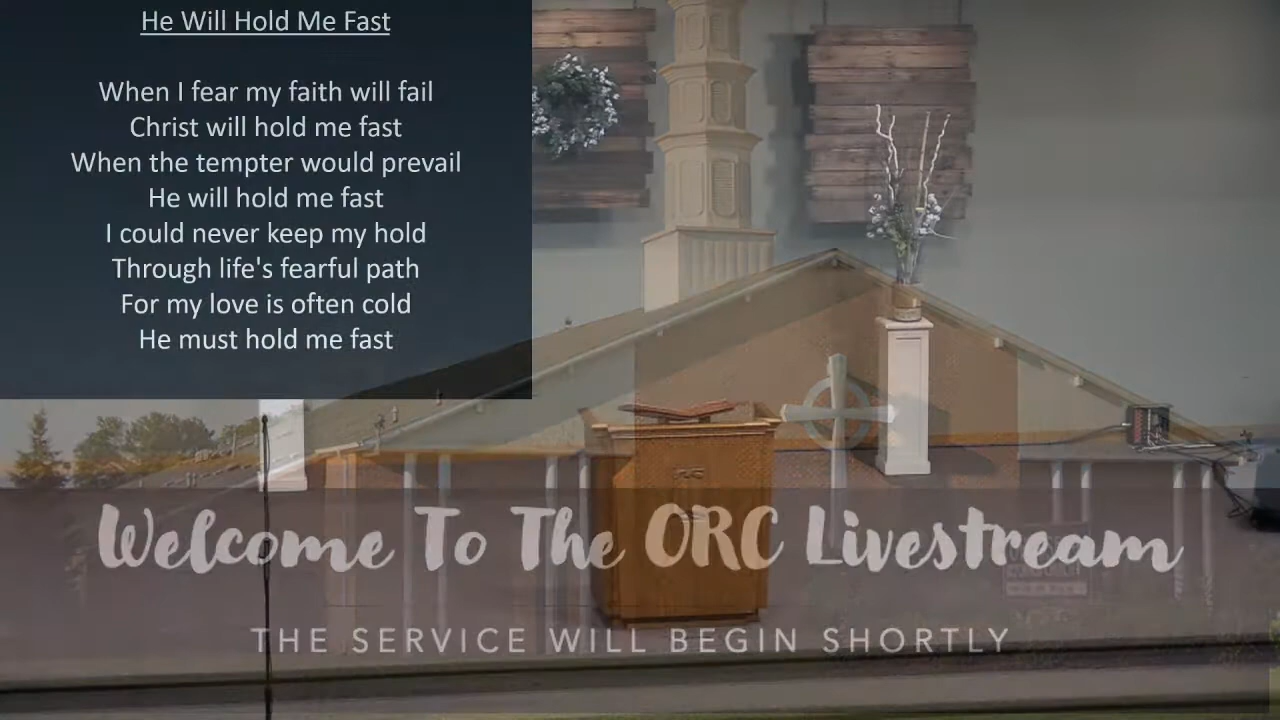 He Will Hold Me Fast
When I fear my faith will fail
Christ will hold me fast
When the tempter would prevail
He will hold me fast
I could never keep my hold
Through life's fearful path
For my love is often cold
He must hold me fast
Welcome To The ORC Livestream
THE SERVICE WILL BEGIN SHORTLY